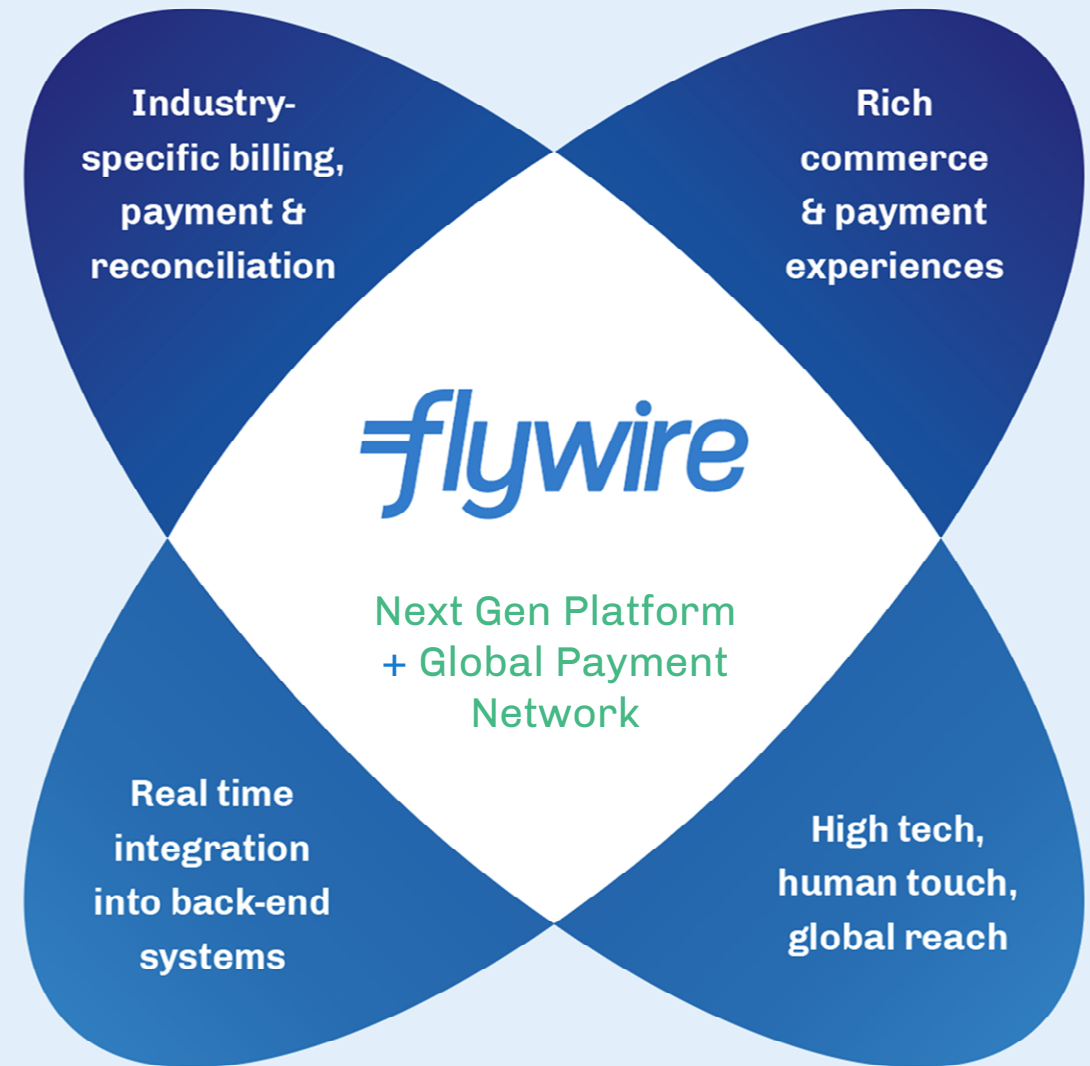 Industry-
specific billing,
payment &
reconciliation
Rich
commerce
& payment
experiences
flywire
Next Gen Platform
+ Global Payment
Network
Real time
integration
into back-end
systems
High tech,
human touch,
global reach